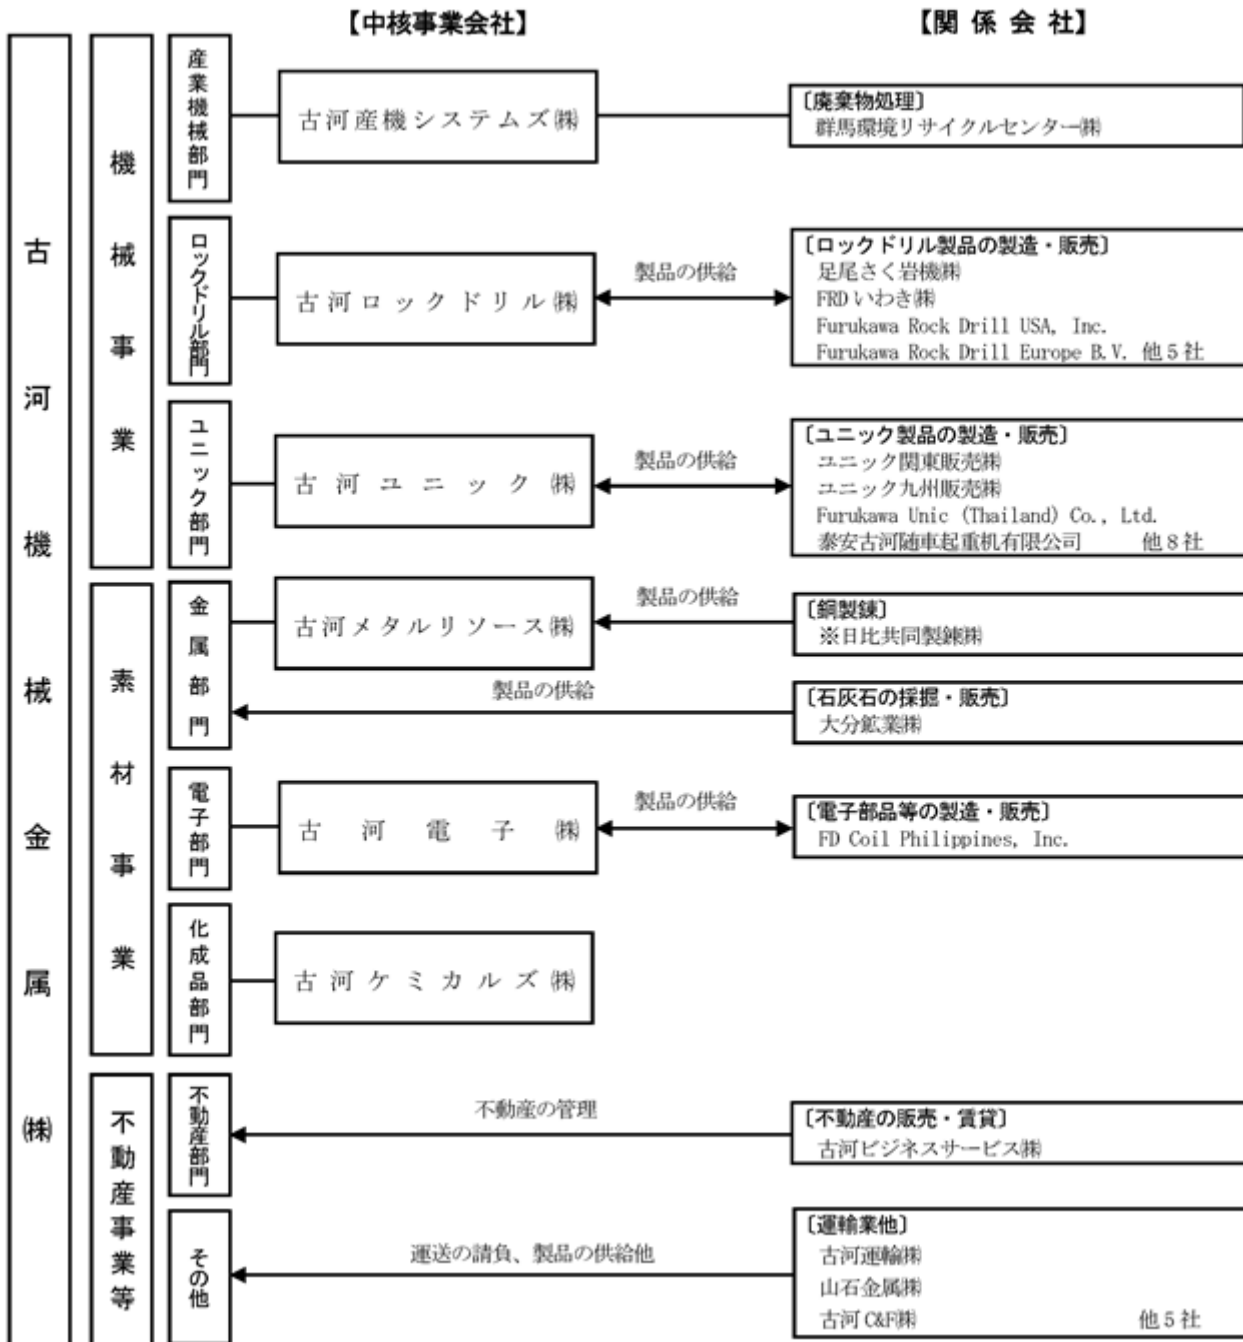 【中核事業会社】
【関 係 会 社】
古河機械金属㈱
機械事業
産業機械部門
古河産機システムズ㈱
〔廃棄物処理〕
群馬環境リサイクルセンター㈱
ロックドリル部門
古河ロックドリル㈱
製品の供給
〔ロックドリル製品の製造・販売〕
足尾さく岩機㈱
FRDいわき㈱
Furukawa Rock Drill USA, Inc.
Furukawa Rock Drill Europe B.V. 他5社
ユニック部門
古河ユニック㈱
製品の供給
〔ユニック製品の製造・販売〕
ユニック関東販売㈱
ユニック九州販売㈱
Furukawa Unic (Thailand) Co., Ltd.
泰安古河随車起重机有限公司 他8社
素材事業
金属部門
古河メタルリソース㈱
製品の供給
〔銅製錬〕
※日比共同製錬㈱
製品の供給
〔石灰石の採掘・販売〕
大分鉱業㈱
電子部門
古河電子㈱
製品の供給
〔電子部品等の製造・販売〕
FD Coil Philippines, Inc.
化成品部門
古河ケミカルズ㈱
不動産事業等
不動産部門
不動産の管理
〔不動産の販売・賃貸〕
古河ビジネスサービス㈱
その他
運送の請負、製品の供給他
〔運輸業他〕
古河運輸㈱
山石金属㈱
古河C&F㈱ 他5社